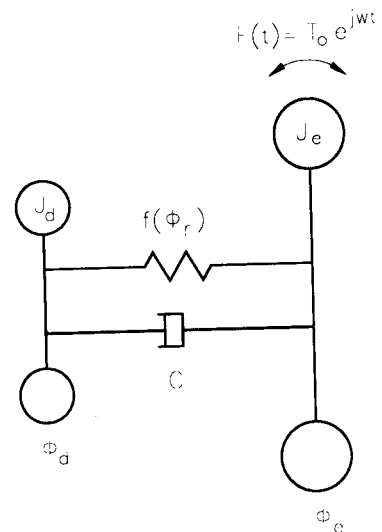 F(t) = T₀ e^{jwt}
J_e
J_d
f(Φ_r)
C
Φ_d
Φ_e